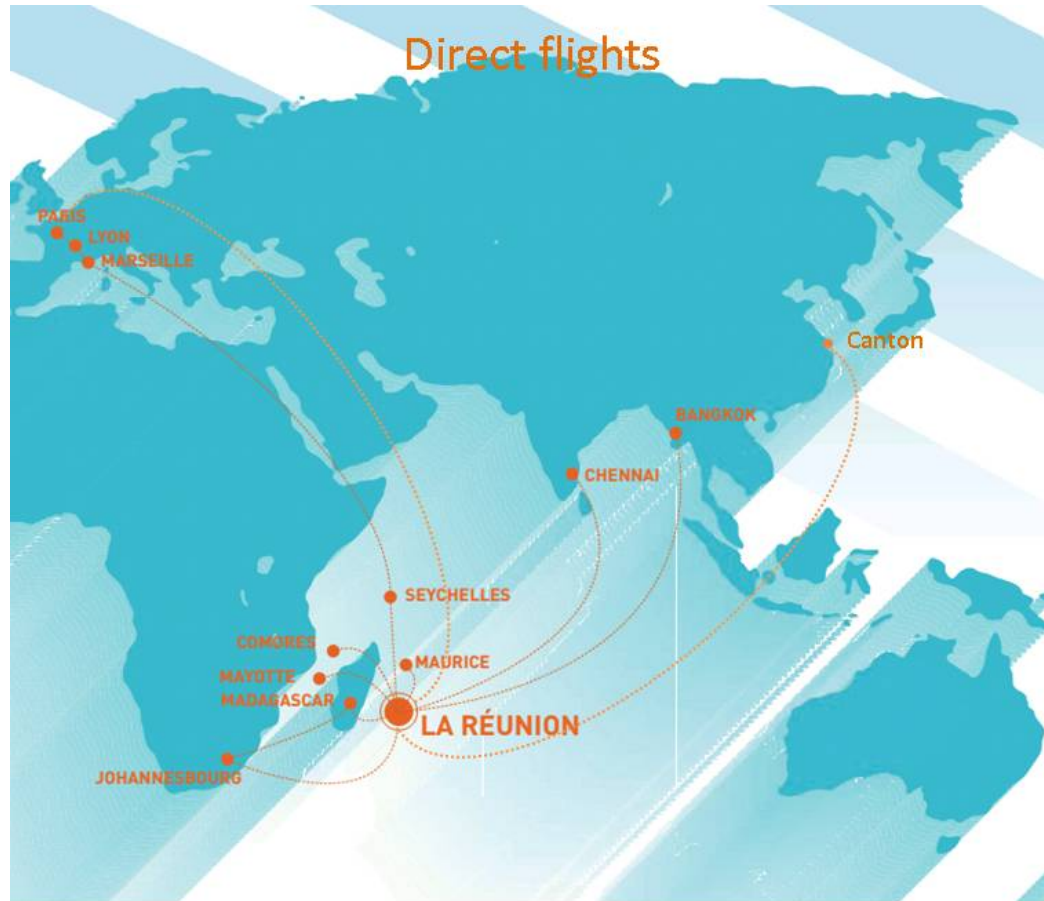 Direct flights
PARIS
LYON
MARSEILLE
Canton
BANGKOK
CHENNAI
SEYCHELLES
COMORES
MAURICE
MAYOTTE
MADAGASCAR
LA RÉUNION
JOHANNESBOURG